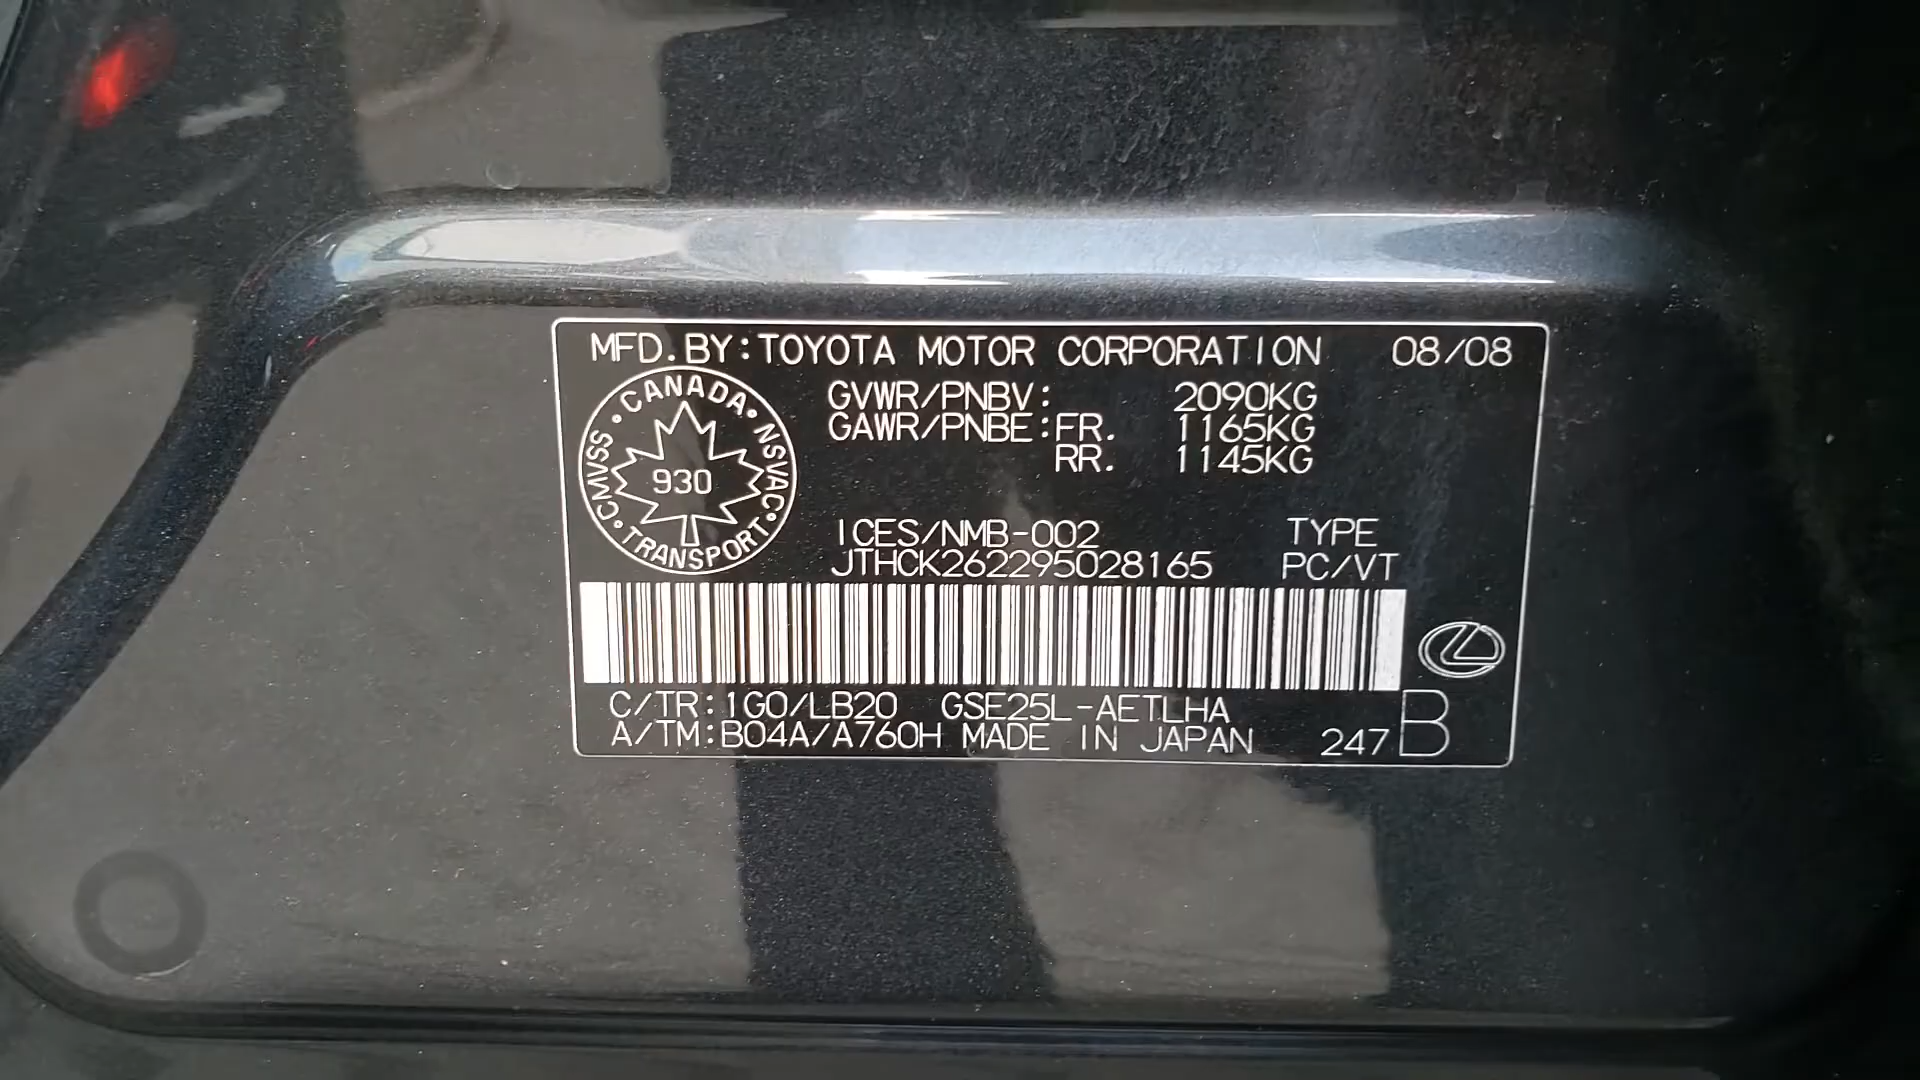 MFD.BY:TOYOTA MOTOR CORPORATION 08/08
GVWR/PNBV: 2090KG
GAWR/PNBE:FR. 1165KG
RR. 1145KG
CANADA
CMVSS
930
NSVAC
TRANSPORT
ICES/NMB-002 TYPE
JTHCK262295028165 PC/VT
C/TR:1G0/LB20 GSE25L-AETLHA
A/TM:B04A/A760H MADE IN JAPAN 247 B